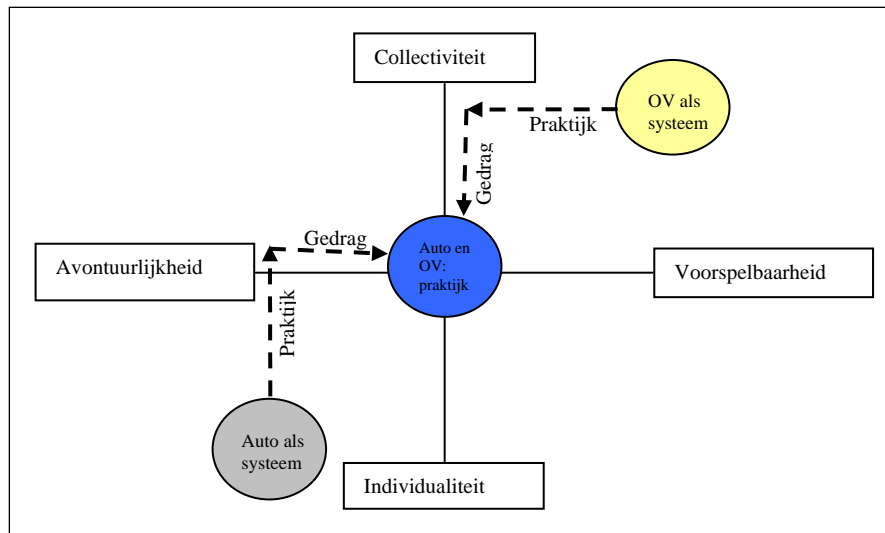 Collectiviteit
OV als
systeem
Praktijk
Gedrag
Gedrag
Auto en
OV:
praktijk
Avontuurlijkheid
Voorspelbaarheid
Praktijk
Auto als
systeem
Individualiteit